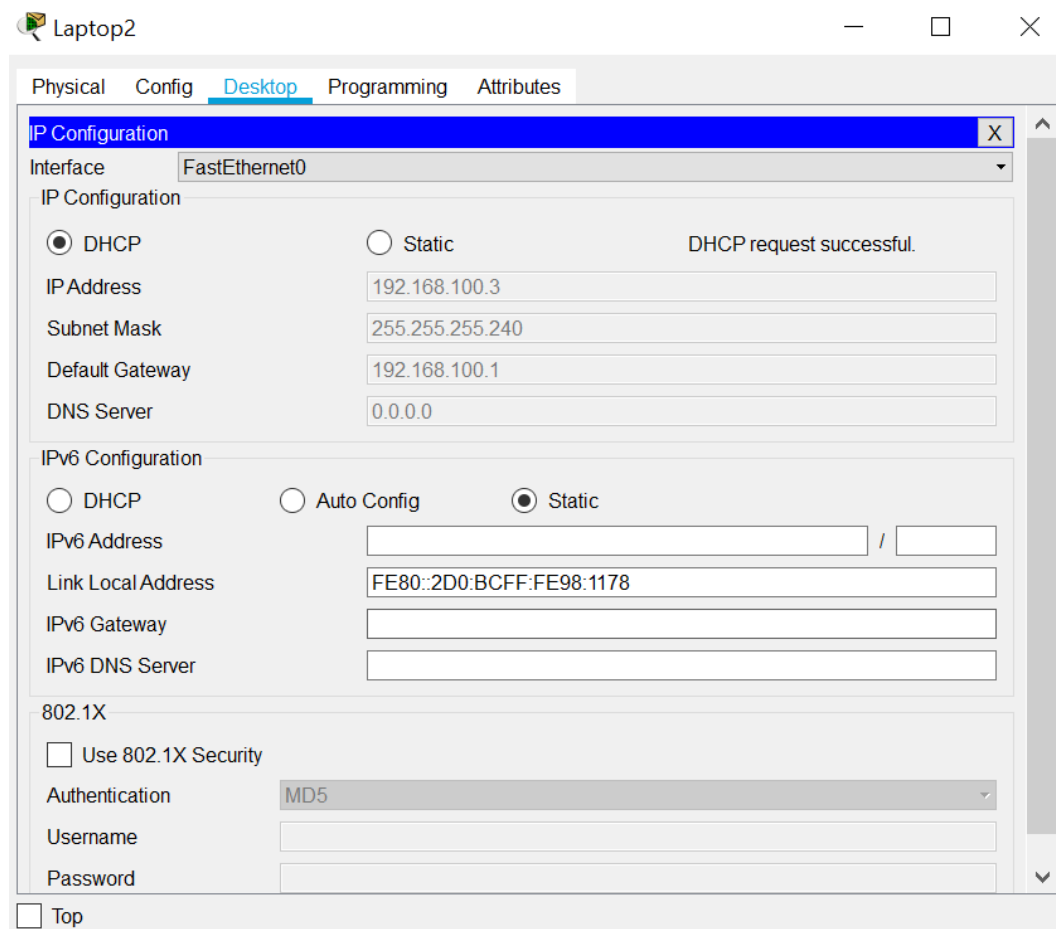 Laptop2
Physical Config Desktop Programming Attributes
IP Configuration X
Interface FastEthernet0
IP Configuration
DHCP Static DHCP request successful.
IP Address 192.168.100.3
Subnet Mask 255.255.255.240
Default Gateway 192.168.100.1
DNS Server 0.0.0.0
IPv6 Configuration
DHCP Auto Config Static
IPv6 Address /
Link Local Address FE80::2D0:BCFF:FE98:1178
IPv6 Gateway
IPv6 DNS Server
802.1X
Use 802.1X Security
Authentication MD5
Username
Password
Top